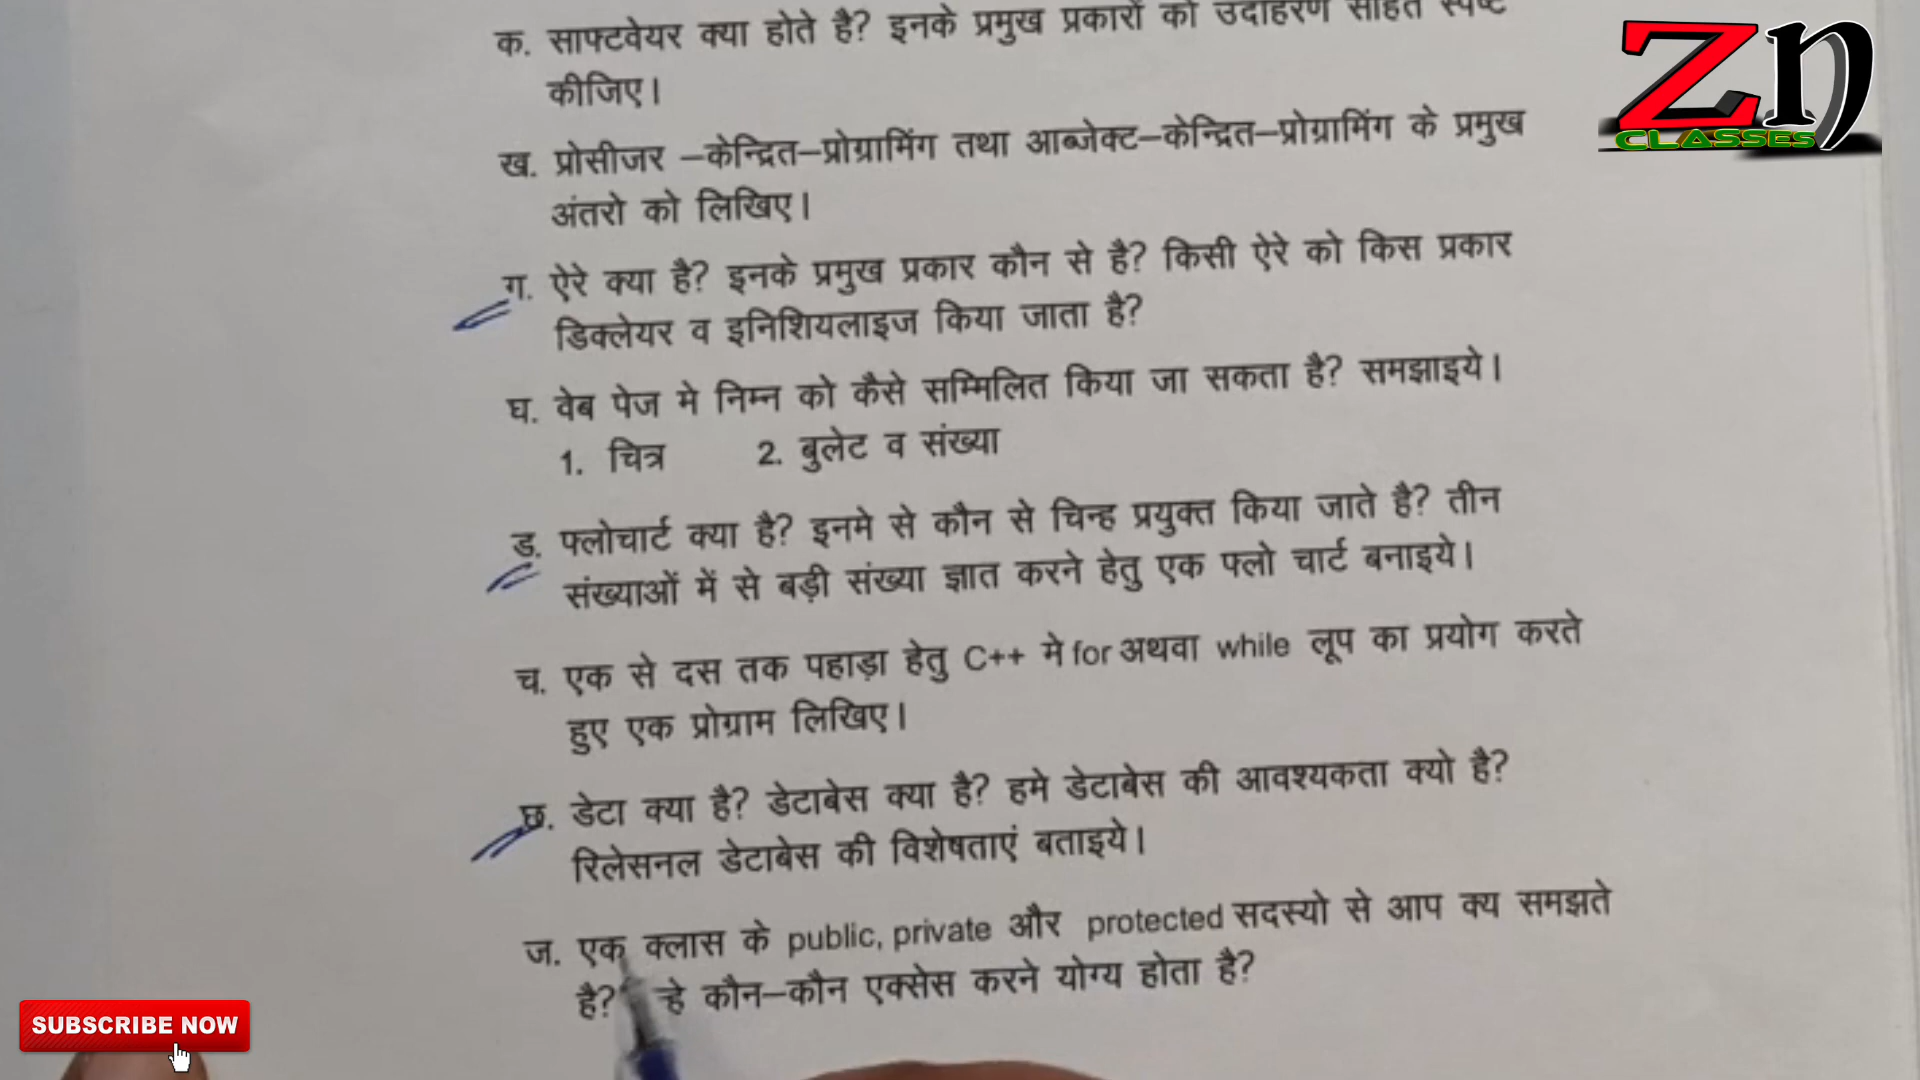 क. साफ्टवेयर क्या होते है? इनके प्रमुख प्रकारों को उदाहरण सहित स्पष्ट
कीजिए।
ख. प्रोसीजर –केन्द्रित–प्रोग्रामिंग तथा आब्जेक्ट–केन्द्रित–प्रोग्रामिंग के प्रमुख
अंतरो को लिखिए।
ग. ऐरे क्या है? इनके प्रमुख प्रकार कौन से है? किसी ऐरे को किस प्रकार
डिक्लेयर व इनिशियलाइज किया जाता है?
घ. वेब पेज मे निम्न को कैसे सम्मिलित किया जा सकता है? समझाइये।
1. चित्र 2. बुलेट व संख्या
ड. फ्लोचार्ट क्या है? इनमे से कौन से चिन्ह प्रयुक्त किया जाते है? तीन
संख्याओं में से बड़ी संख्या ज्ञात करने हेतु एक फ्लो चार्ट बनाइये।
च. एक से दस तक पहाड़ा हेतु C++ मे for अथवा while लूप का प्रयोग करते
हुए एक प्रोग्राम लिखिए।
छ. डेटा क्या है? डेटाबेस क्या है? हमे डेटाबेस की आवश्यकता क्यो है?
रिलेसनल डेटाबेस की विशेषताएं बताइये।
ज. एक क्लास के public, private और protected सदस्यो से आप क्य समझते
है? हे कौन–कौन एक्सेस करने योग्य होता है?
Zn
CLASSES
SUBSCRIBE NOW